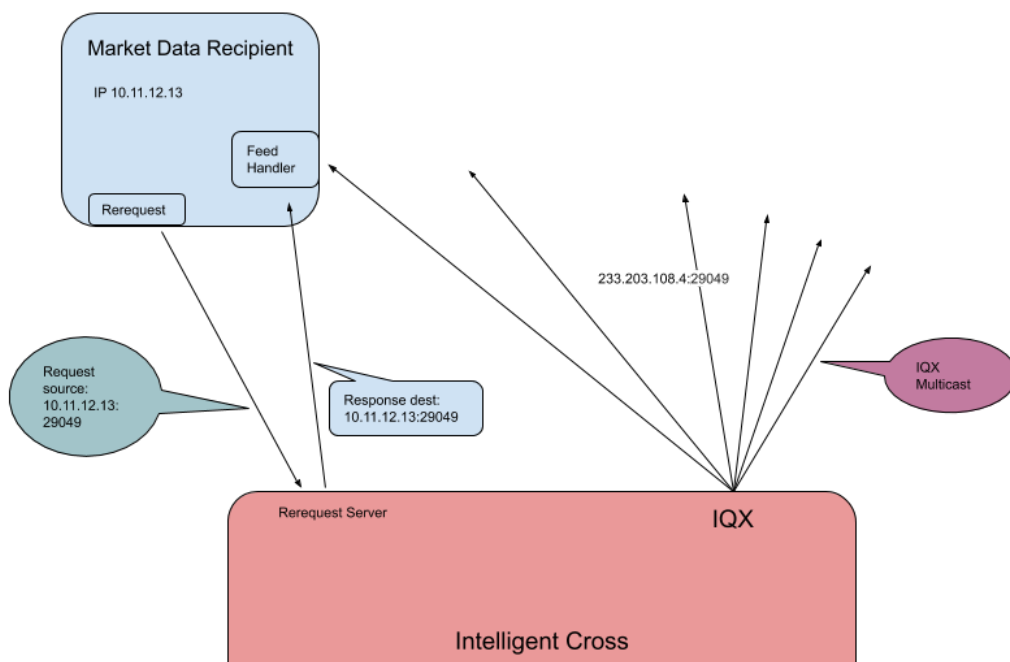 Market Data Recipient
IP 10.11.12.13
Feed
Handler
Rerequest
233.203.108.4:29049
Request
source:
10.11.12.13:
29049
Response dest:
10.11.12.13:29049
IQX
Multicast
Rerequest Server
IQX
Intelligent Cross